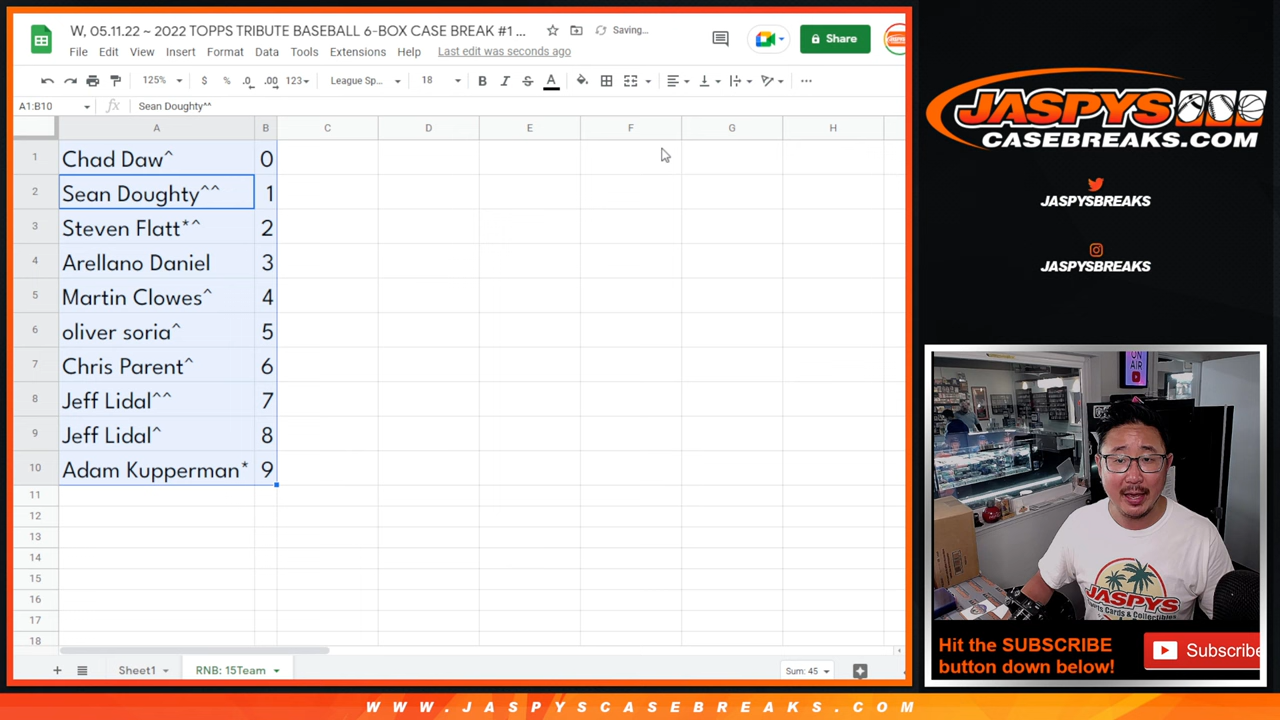 W, 05.11.22 ~ 2022 TOPPS TRIBUTE BASEBALL 6-BOX CASE BREAK #1 ...
Saving...
File Edit View Insert Format Data Tools Extensions Help Last edit was seconds ago
Share
125% $ % .0 .00 123 League Sp... 18 B I S A
A1:B10 fx Sean Doughty^^
A B C D E F G H
1 Chad Daw^ 0
2 Sean Doughty^^ 1
3 Steven Flatt*^ 2
4 Arellano Daniel 3
5 Martin Clowes^ 4
6 oliver soria^ 5
7 Chris Parent^ 6
8 Jeff Lidal^^ 7
9 Jeff Lidal^ 8
10 Adam Kupperman* 9
11
12
13
14
15
16
17
18
+ Sheet1 RNB: 15Team Sum: 45
JASPYS
CASEBREAKS.COM
JASPYSBREAKS
JASPYSBREAKS
ON
AIR
JASPYS
Hit the SUBSCRIBE
button down below!
Subscribe
WWW.JASPYSCASEBREAKS.COM